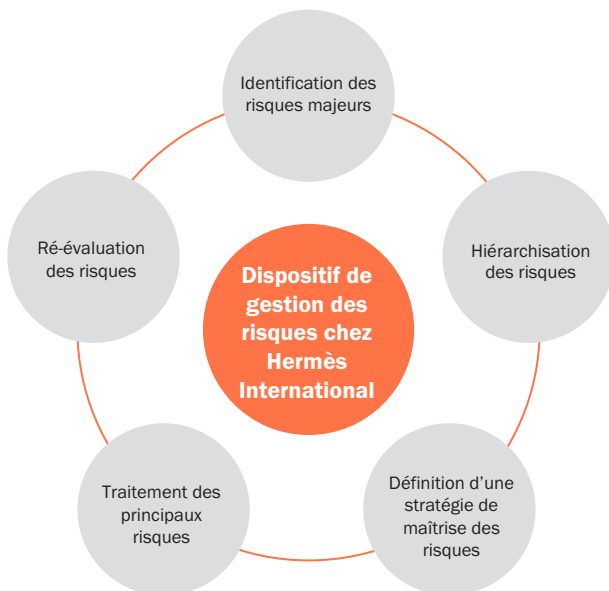 Identification des
risques majeurs
Hiérarchisation
des risques
Définition d'une
stratégie de
maîtrise des
risques
Traitement des
principaux
risques
Ré-évaluation
des risques
Dispositif de
gestion des
risques chez
Hermès
International